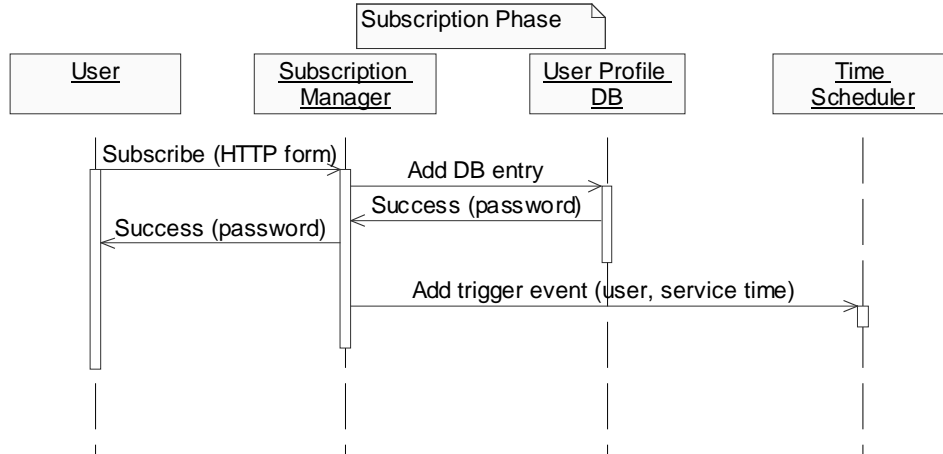 Subscription Phase
User
Subscription
Manager
User Profile
DB
Time
Scheduler
Subscribe (HTTP form)
Add DB entry
Success (password)
Success (password)
Add trigger event (user, service time)